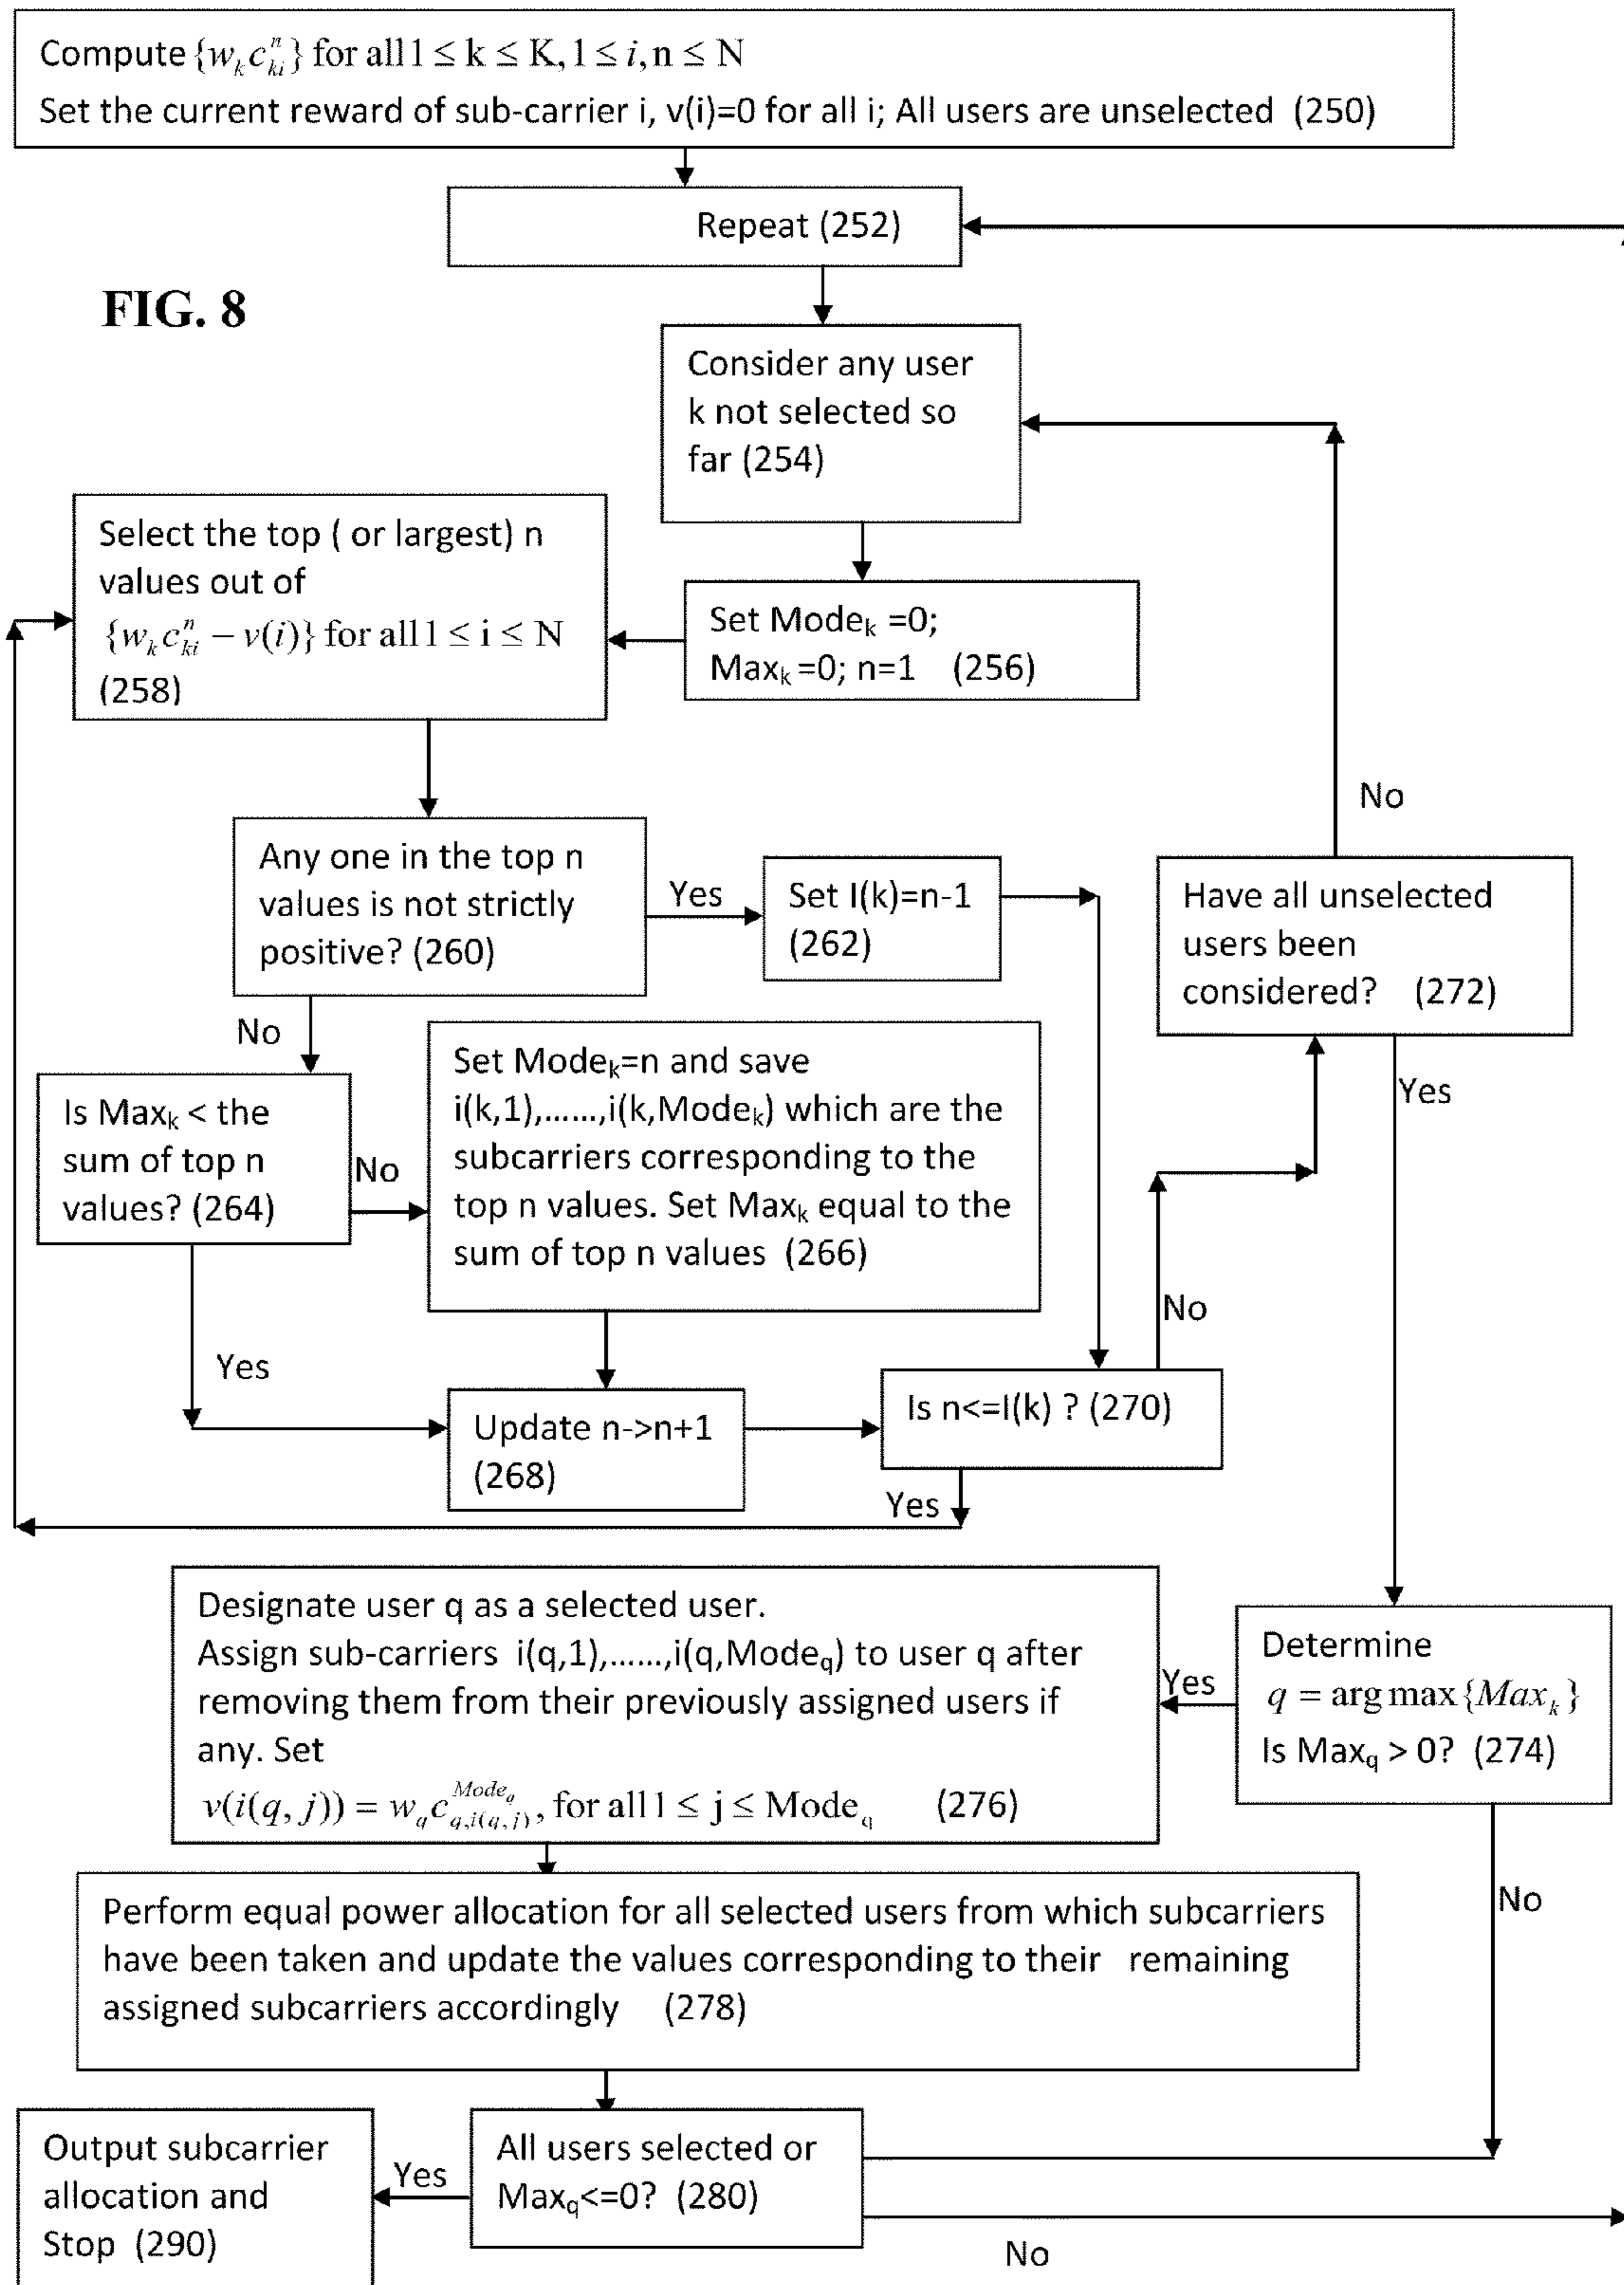 Compute {w_k c_{ki}^n} for all 1 ≤ k ≤ K, 1 ≤ i, n ≤ N
Set the current reward of sub-carrier i, v(i)=0 for all i; All users are unselected (250)
Repeat (252)
FIG. 8
Consider any user
k not selected so
far (254)
Select the top ( or largest) n
values out of
{w_k c_{ki}^n − v(i)} for all 1 ≤ i ≤ N
(258)
Set Mode_k =0;
Max_k =0; n=1 (256)
No
Any one in the top n
values is not strictly
positive? (260)
Yes
Set I(k)=n-1
(262)
Have all unselected
users been
considered? (272)
No
Yes
Is Max_k < the
sum of top n
values? (264)
No
Set Mode_k=n and save
i(k,1),......,i(k,Mode_k) which are the
subcarriers corresponding to the
top n values. Set Max_k equal to the
sum of top n values (266)
No
Yes
Update n->n+1
(268)
Is n<=I(k) ? (270)
Yes
Designate user q as a selected user.
Assign sub-carriers i(q,1),......,i(q,Mode_q) to user q after
removing them from their previously assigned users if
any. Set
v(i(q, j)) = w_q c_{q,i(q,j)}^{Mode_q}, for all 1 ≤ j ≤ Mode_q (276)
Yes
Determine
q = arg max{Max_k}
Is Max_q > 0? (274)
No
Perform equal power allocation for all selected users from which subcarriers
have been taken and update the values corresponding to their remaining
assigned subcarriers accordingly (278)
Output subcarrier
allocation and
Stop (290)
Yes
All users selected or
Max_q<=0? (280)
No